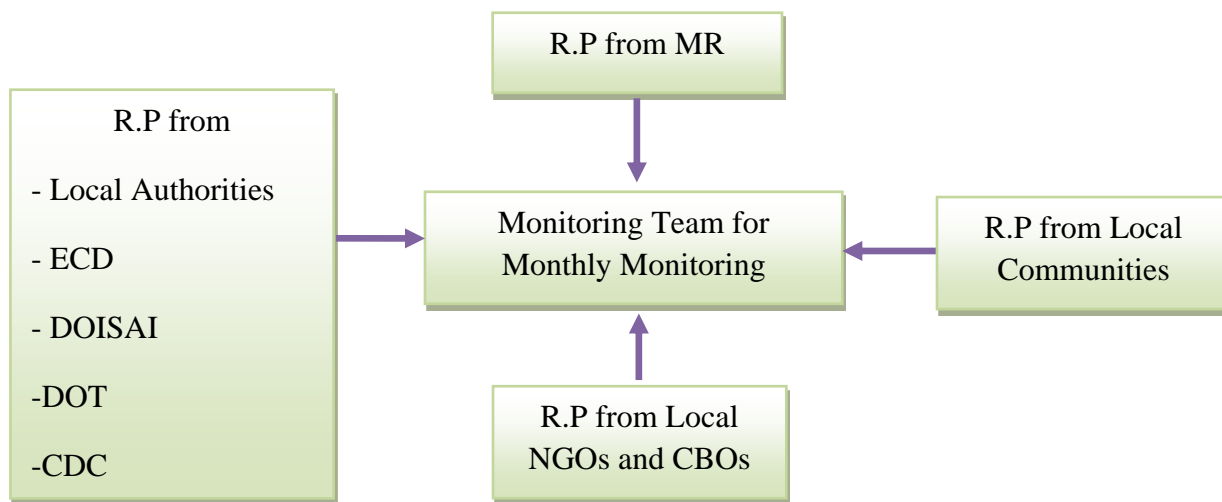 R.P from MR
R.P from
- Local Authorities
- ECD
- DOISAI
-DOT
-CDC
Monitoring Team for
Monthly Monitoring
R.P from Local
Communities
R.P from Local
NGOs and CBOs